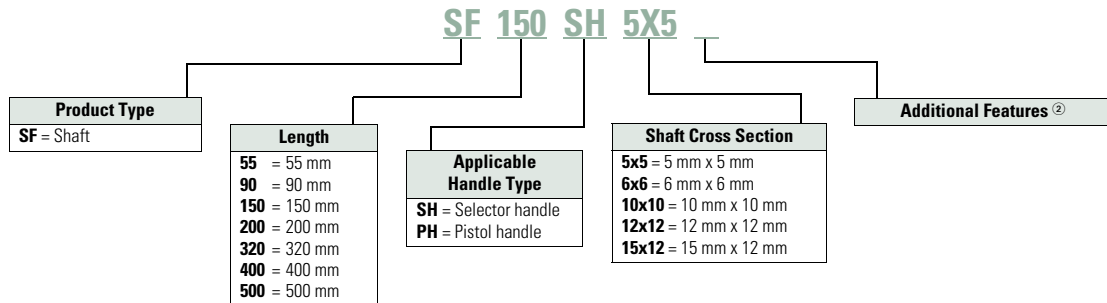 SF 150 SH 5X5 _
Product Type
SF = Shaft
Length
55 = 55 mm
90 = 90 mm
150 = 150 mm
200 = 200 mm
320 = 320 mm
400 = 400 mm
500 = 500 mm
Applicable
Handle Type
SH = Selector handle
PH = Pistol handle
Shaft Cross Section
5x5 = 5 mm x 5 mm
6x6 = 6 mm x 6 mm
10x10 = 10 mm x 10 mm
12x12 = 12 mm x 12 mm
15x12 = 15 mm x 12 mm
Additional Features ②